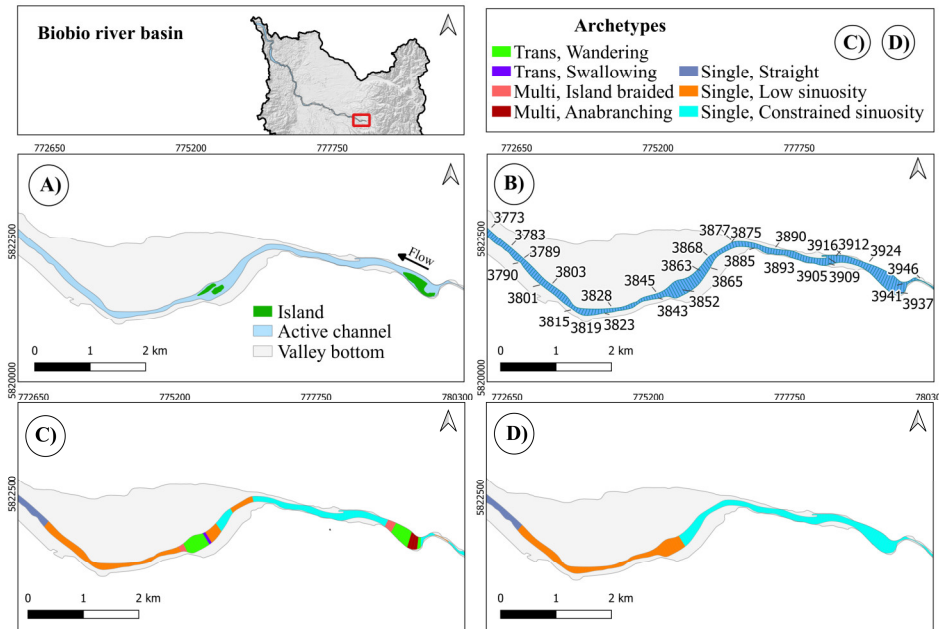 Biobio river basin
Archetypes
C) D)
Trans, Wandering
Trans, Swallowing Single, Straight
Multi, Island braided Single, Low sinuosity
Multi, Anabranching Single, Constrained sinuosity
772650 775200 777750
772650 775200 777750
A)
5822500
5820000
Flow
Island
Active channel
Valley bottom
0 1 2 km
B)
5822500
5820000
3773
3783
3789
3790
3803
3801
3815
3819
3828
3823
3845
3843
3852
3863
3868
3865
3877
3875
3885
3890
3893
3916
3912
3905
3909
3924
3946
3941
3937
0 1 2 km
772650 775200 777750 780300
772650 775200 777750 780300
C)
5822500
0 1 2 km
D)
5822500
0 1 2 km